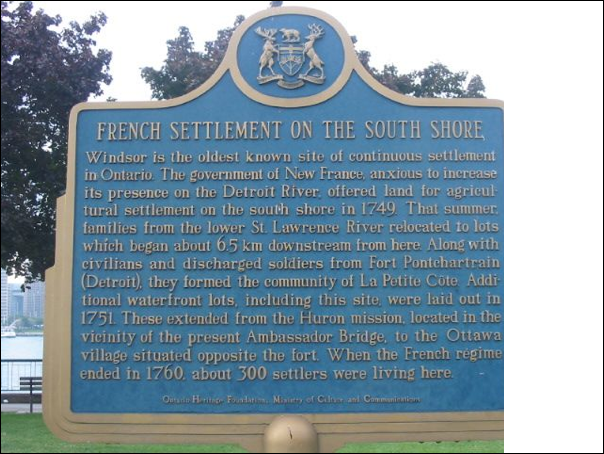 FRENCH SETTLEMENT ON THE SOUTH SHORE
Windsor is the oldest known site of continuous settlement
in Ontario. The government of New France, anxious to increase
its presence on the Detroit River, offered land for agricul-
tural settlement on the south shore in 1749. That summer,
families from the lower St. Lawrence River relocated to lots
which began about 6.5 km downstream from here. Along with
civilians and discharged soldiers from Fort Pontchartrain
(Detroit), they formed the community of La Petite Côte. Addi-
tional waterfront lots, including this site, were laid out in
1751. These extended from the Huron mission, located in the
vicinity of the present Ambassador Bridge, to the Ottawa
village situated opposite the fort. When the French regime
ended in 1760, about 300 settlers were living here.
Ontario Heritage Foundation, Ministry of Culture and Communications